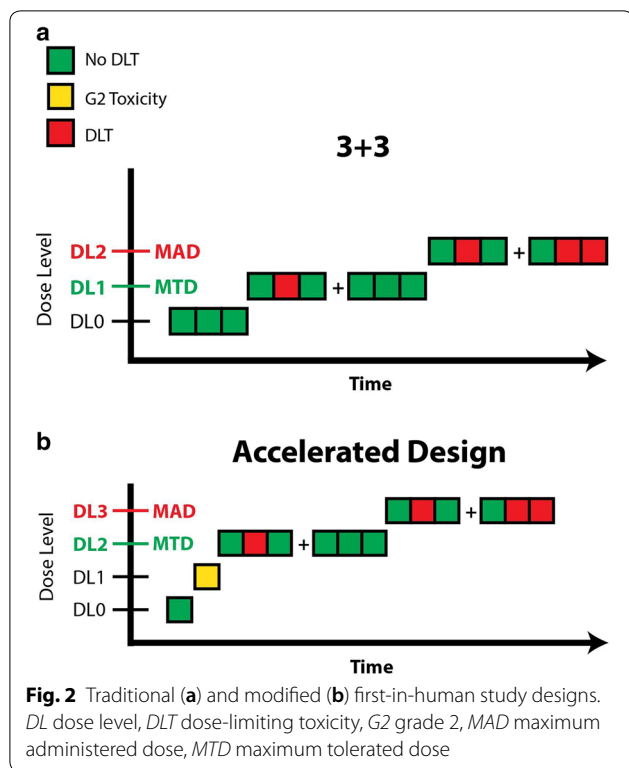 a
No DLT
G2 Toxicity
DLT
3+3
Dose Level
DL2 MAD
+
DL1 MTD
+
DL0
Time
b
Accelerated Design
Dose Level
DL3 MAD
+
DL2 MTD
+
DL1
DL0
Time
Fig. 2 Traditional (a) and modified (b) first-in-human study designs.
DL dose level, DLT dose-limiting toxicity, G2 grade 2, MAD maximum
administered dose, MTD maximum tolerated dose